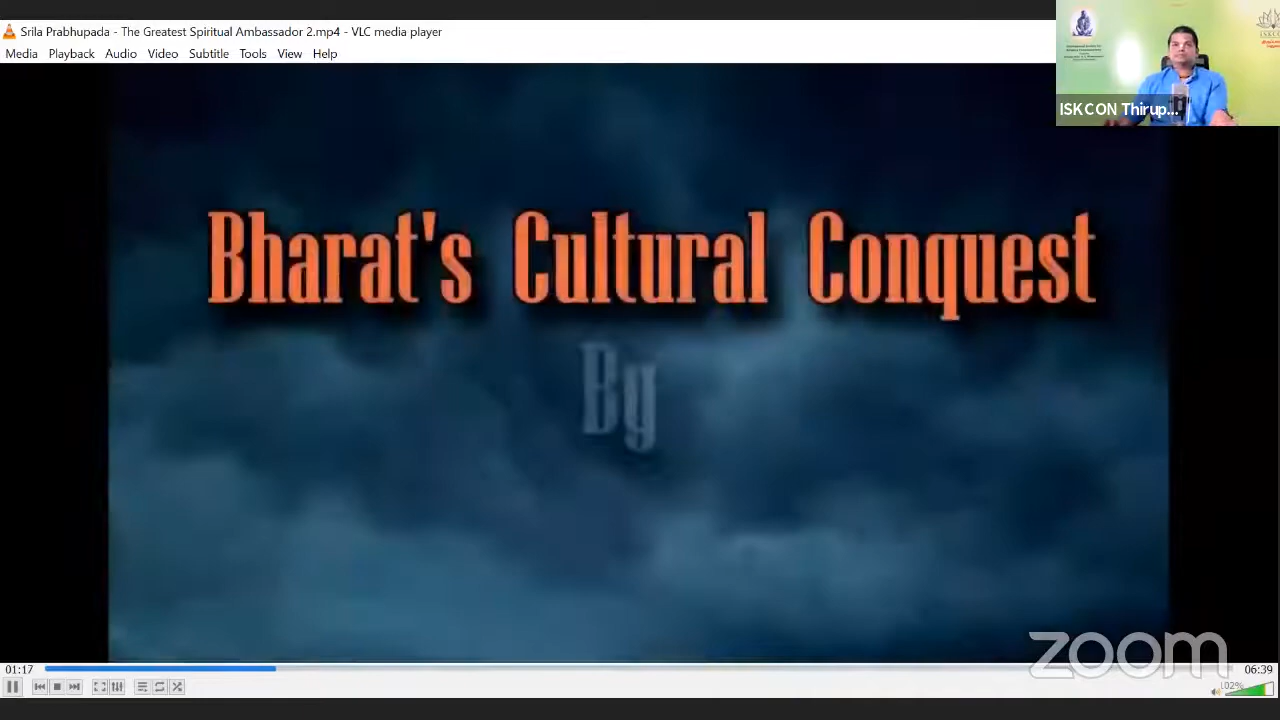 Srila Prabhupada - The Greatest Spiritual Ambassador 2.mp4 - VLC media player
Media Playback Audio Video Subtitle Tools View Help
ISKCON Thirup...
Bharat's Cultural Conquest
By
zoom
01:17
06:39
102%